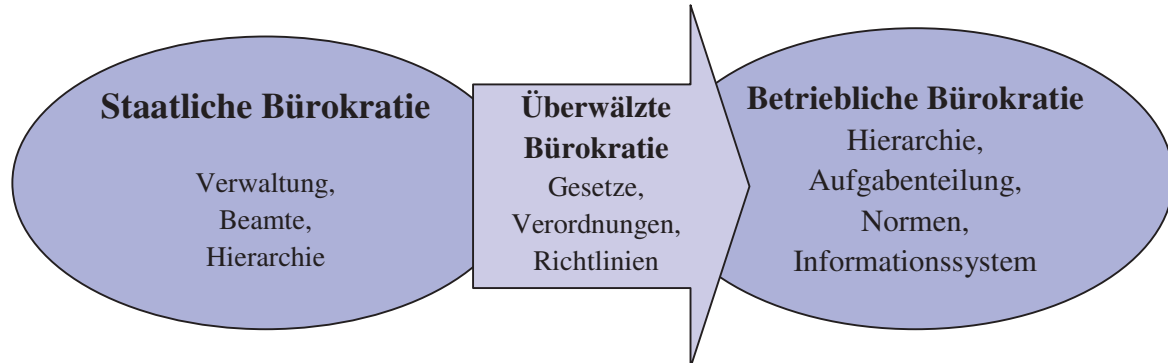 Staatliche Bürokratie
Verwaltung,
Beamte,
Hierarchie
Überwälzte
Bürokratie
Gesetze,
Verordnungen,
Richtlinien
Betriebliche Bürokratie
Hierarchie,
Aufgabenteilung,
Normen,
Informationssystem